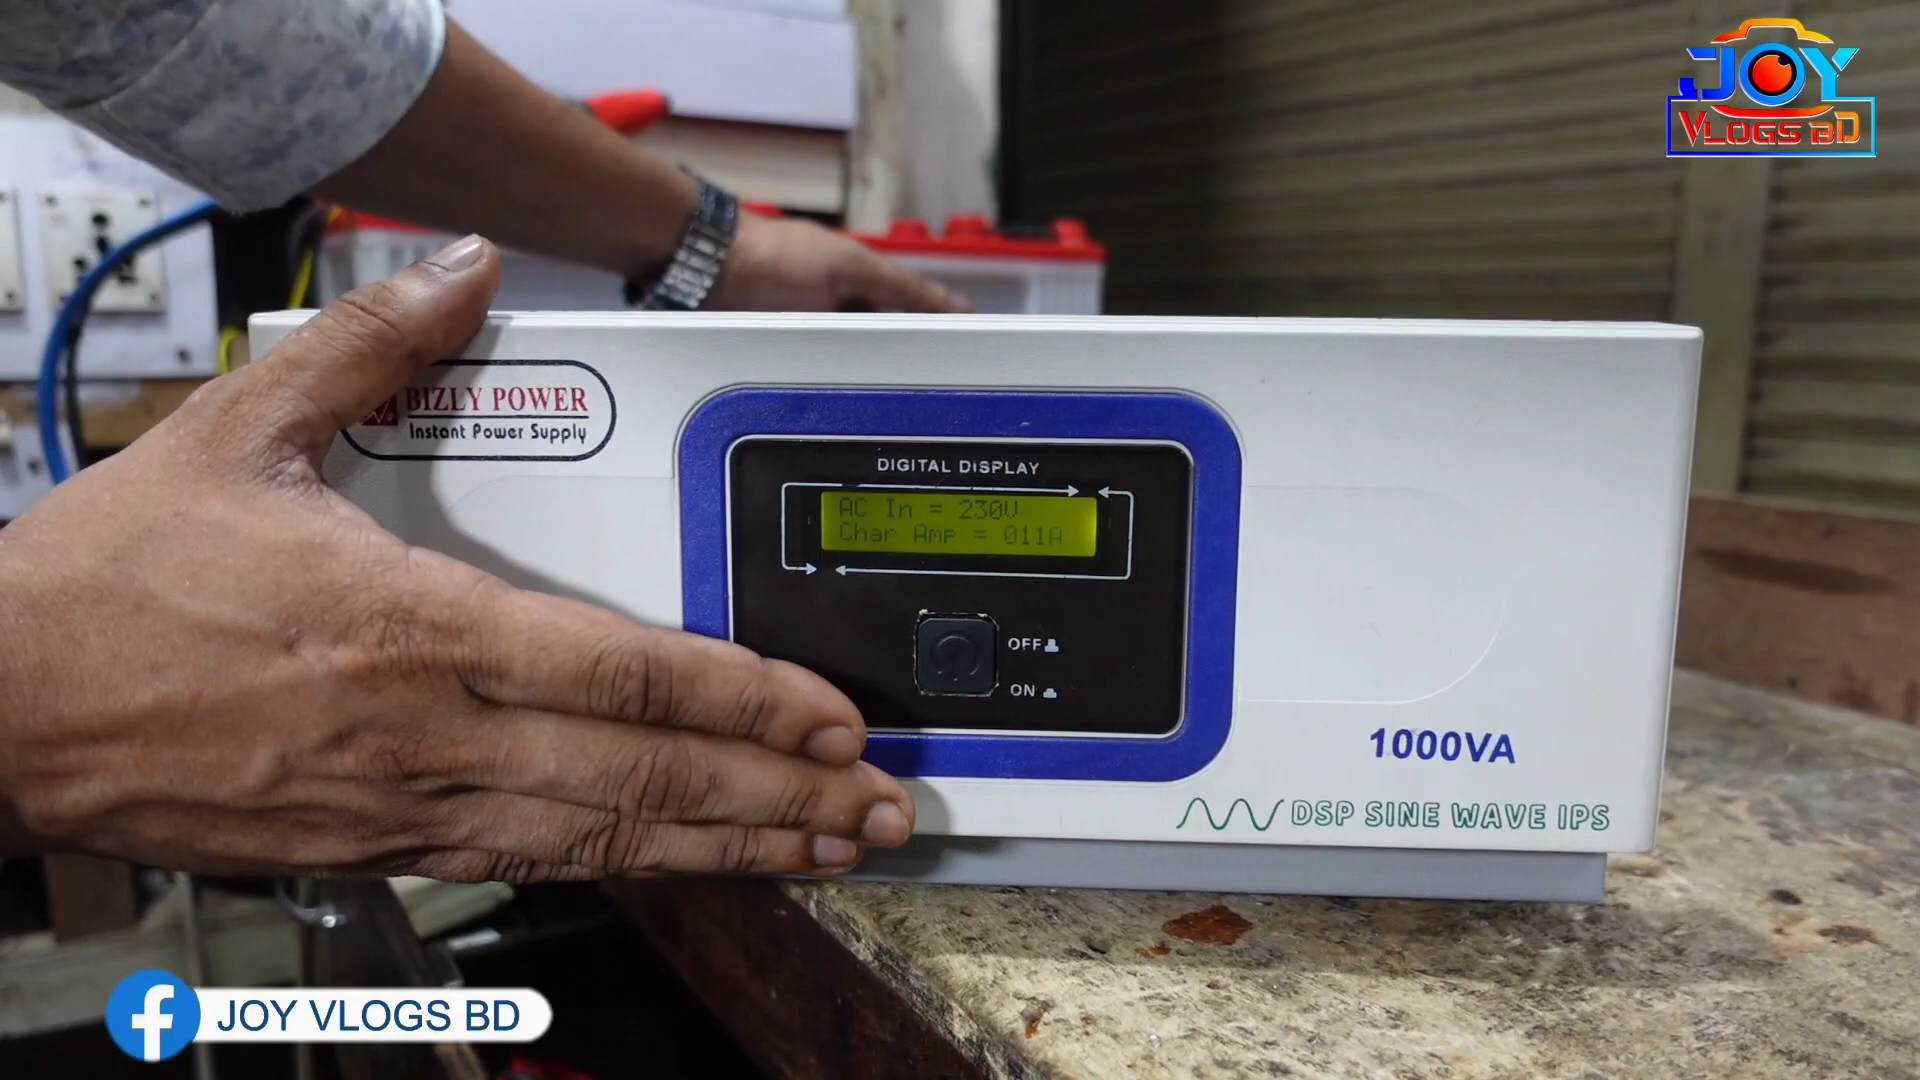 JOY
VLOGS BD
BIZLY POWER
Instant Power Supply
DIGITAL DISPLAY
AC In = 230V
Char Amp = 011A
OFF
ON
1000VA
DSP SINE WAVE IPS
f JOY VLOGS BD